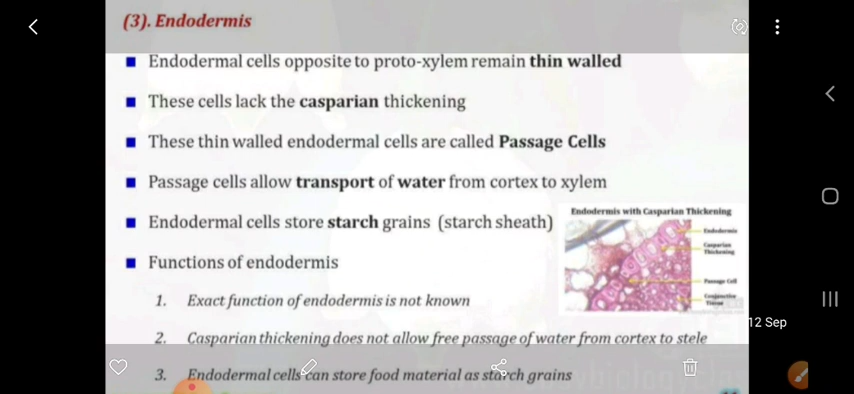 (3). Endodermis
Endodermal cells opposite to proto-xylem remain thin walled
These cells lack the casparian thickening
These thin walled endodermal cells are called Passage Cells
Passage cells allow transport of water from cortex to xylem
Endodermal cells store starch grains (starch sheath)
Endodermis with Casparian Thickening
Endodermis
Casparian
Thickening
Passage Cell
Conjunctive
Tissue
Functions of endodermis
1. Exact function of endodermis is not known
12 Sep
2. Casparian thickening does not allow free passage of water from cortex to stele
3. Endodermal cells can store food material as starch grains